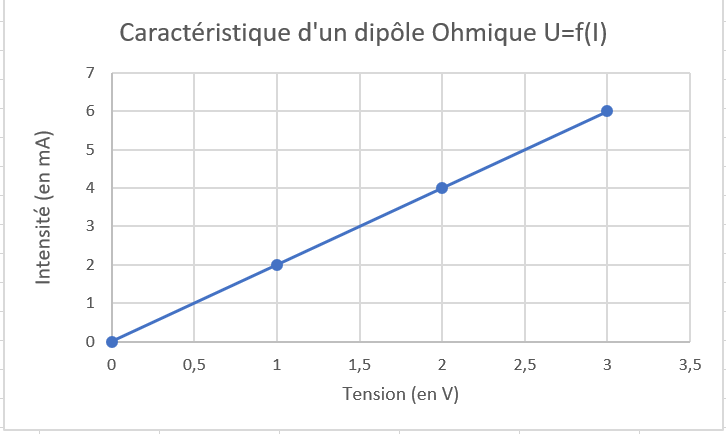 Caractéristique d'un dipôle Ohmique U=f(I)
7
6
5
4
3
2
1
0
Intensité (en mA)
0 0,5 1 1,5 2 2,5 3 3,5
Tension (en V)